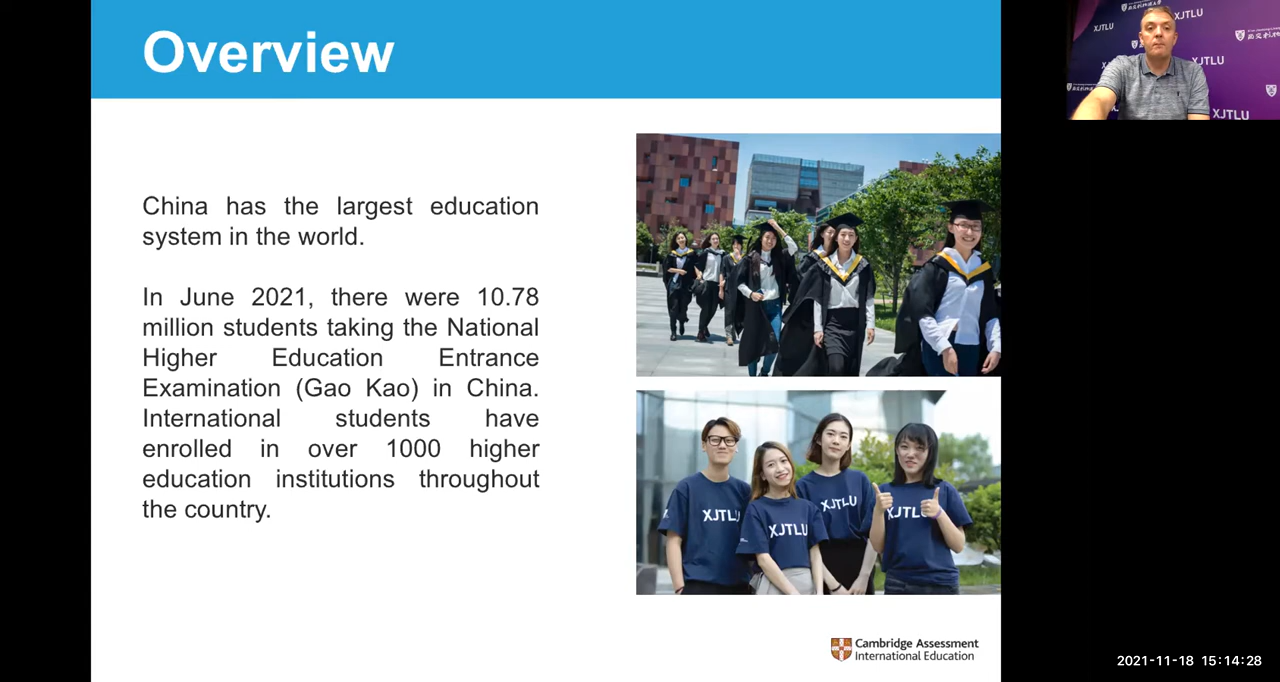 Overview
China has the largest education
system in the world.
In June 2021, there were 10.78
million students taking the National
Higher Education Entrance
Examination (Gao Kao) in China.
International students have
enrolled in over 1000 higher
education institutions throughout
the country.
XJTLU
XJTLU
XJTLU
XJTLU
Cambridge Assessment
International Education
XJTLU
XJTLU
XJTLU
XJTLU
2021-11-18 15:14:28